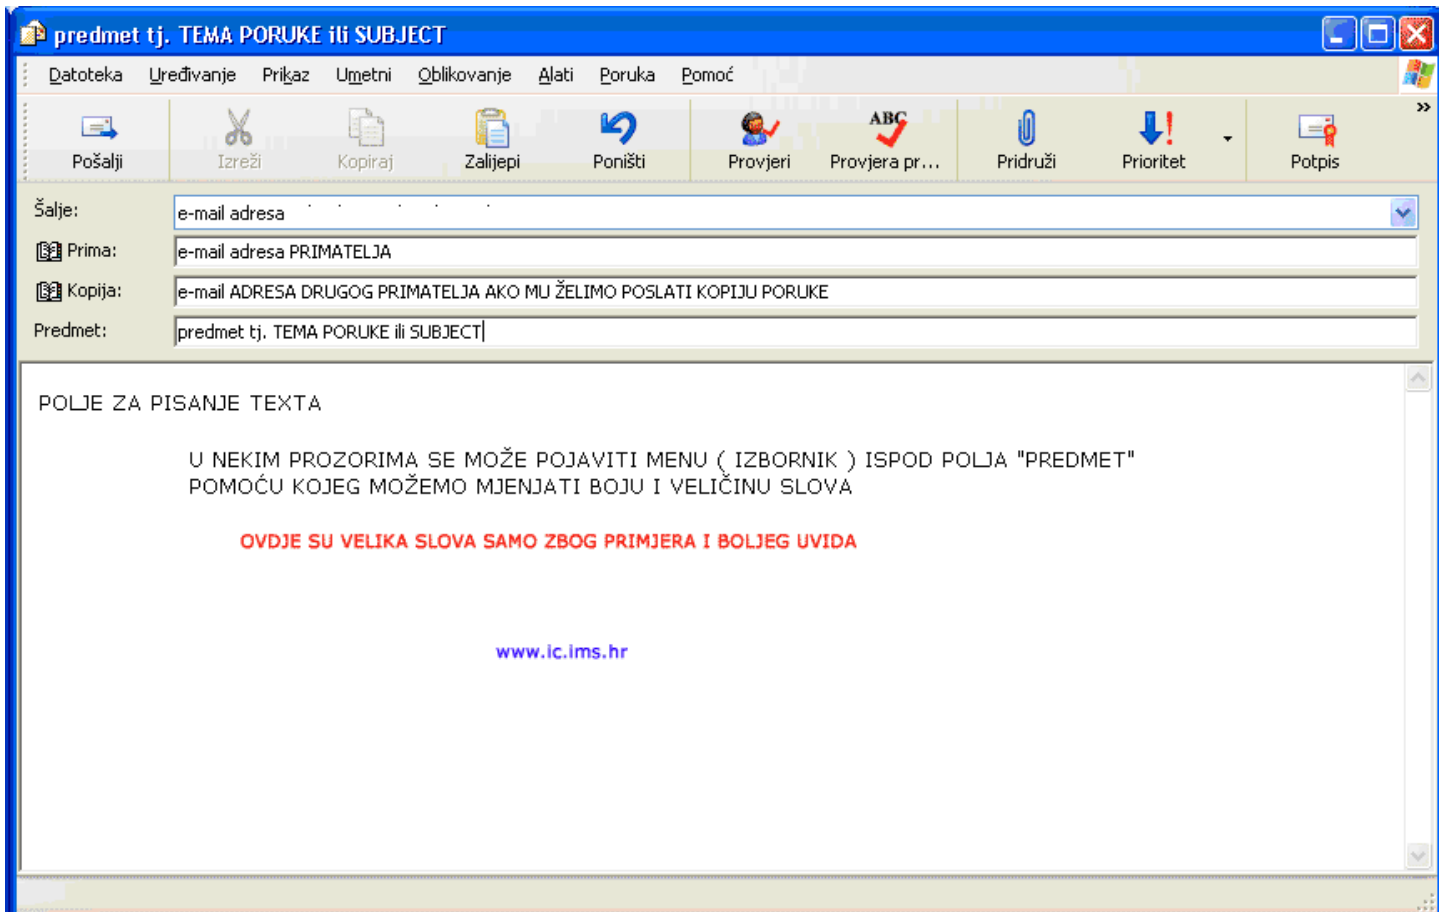 predmet tj. TEMA PORUKE ili SUBJECT
Datoteka Uređivanje Prikaz Umetni Oblikovanje Alati Poruka Pomoć
Pošalji Izreži Kopiraj Zalijepi Poništi Provjeri Provjera pr... Pridruži Prioritet Potpis
Šalje: e-mail adresa
Prima: e-mail adresa PRIMATELJA
Kopija: e-mail ADRESA DRUGOG PRIMATELJA AKO MU ŽELIMO POSLATI KOPIJU PORUKE
Predmet: predmet tj. TEMA PORUKE ili SUBJECT
POLJE ZA PISANJE TEXTA
U NEKIM PROZORIMA SE MOŽE POJAVITI MENU ( IZBORNIK ) ISPOD POLJA "PREDMET"
POMOĆU KOJEG MOŽEMO MJENJATI BOJU I VELIČINU SLOVA
OVDJE SU VELIKA SLOVA SAMO ZBOG PRIMJERA I BOLJEG UVIDA
www.ic.ims.hr